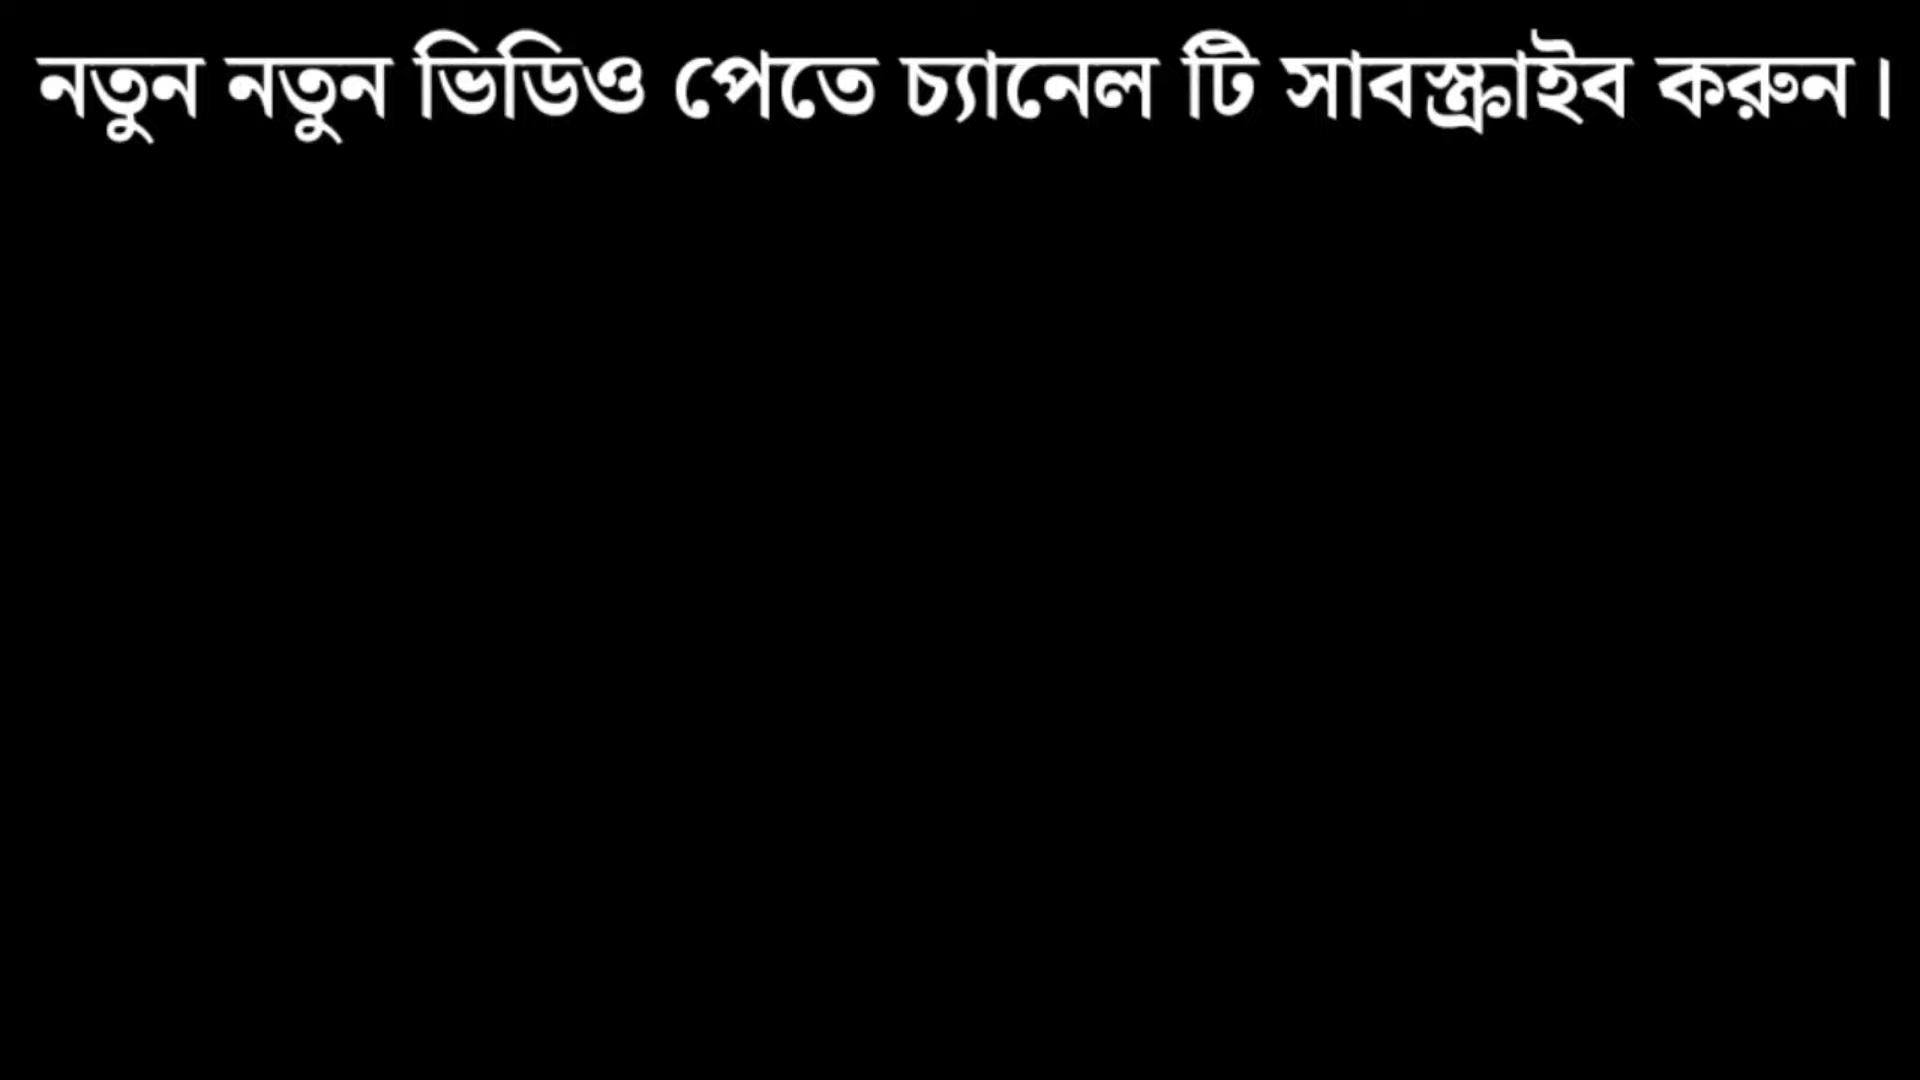 নতুন নতুন ভিডিও পেতে চ্যানেল টি সাবস্ক্রাইব করুন।